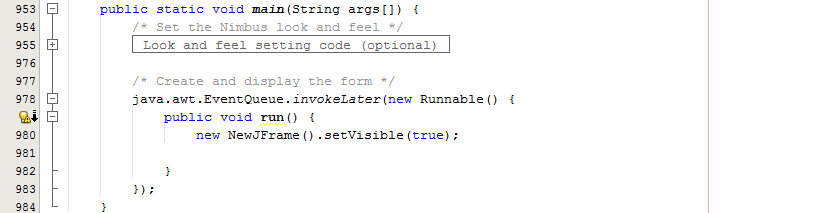 953 public static void main(String args[]) {
954 /* Set the Nimbus look and feel */
955 Look and feel setting code (optional)
976
977 /* Create and display the form */
978 java.awt.EventQueue.invokeLater(new Runnable() {
public void run() {
980 new NewJFrame().setVisible(true);
981
982 }
983 });
984 }